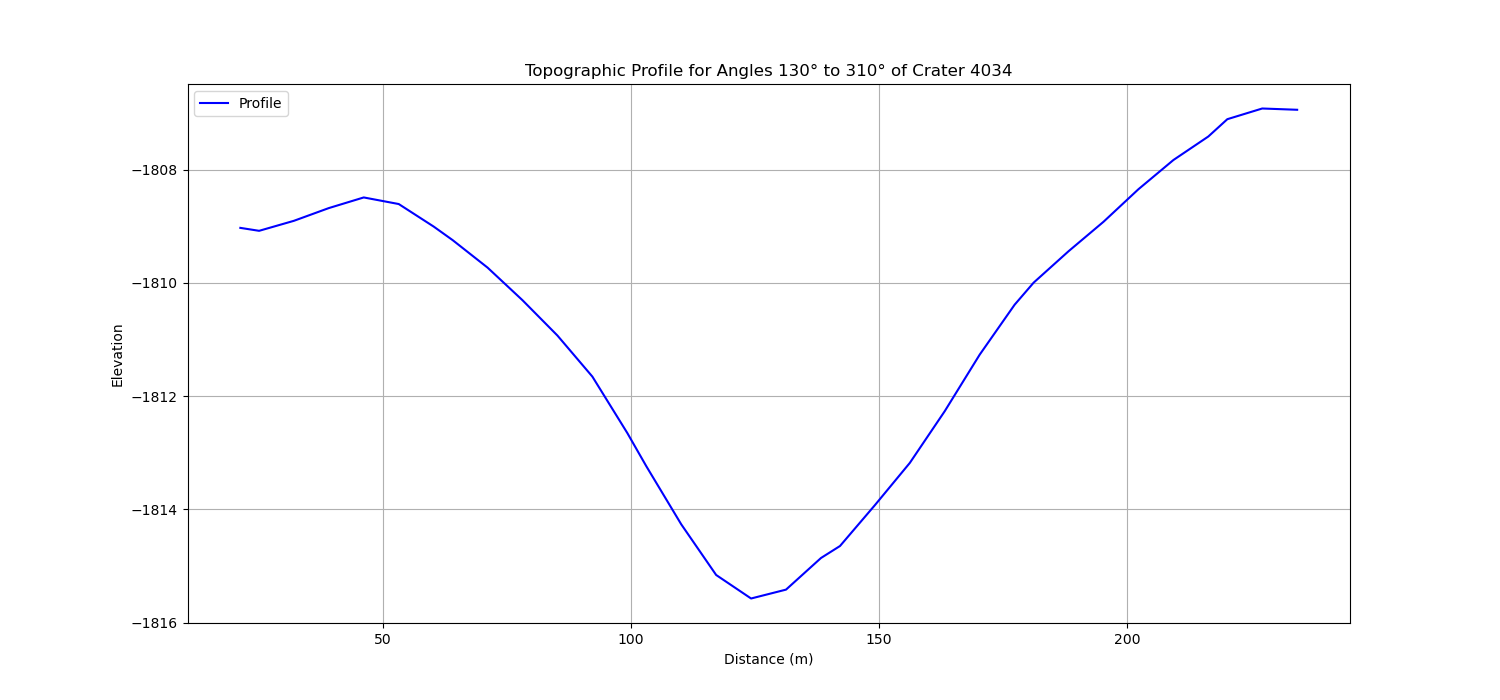 Topographic Profile for Angles 130° to 310° of Crater 4034
Profile
−1808
−1810
−1812
−1814
−1816
Elevation
50
100
150
200
Distance (m)